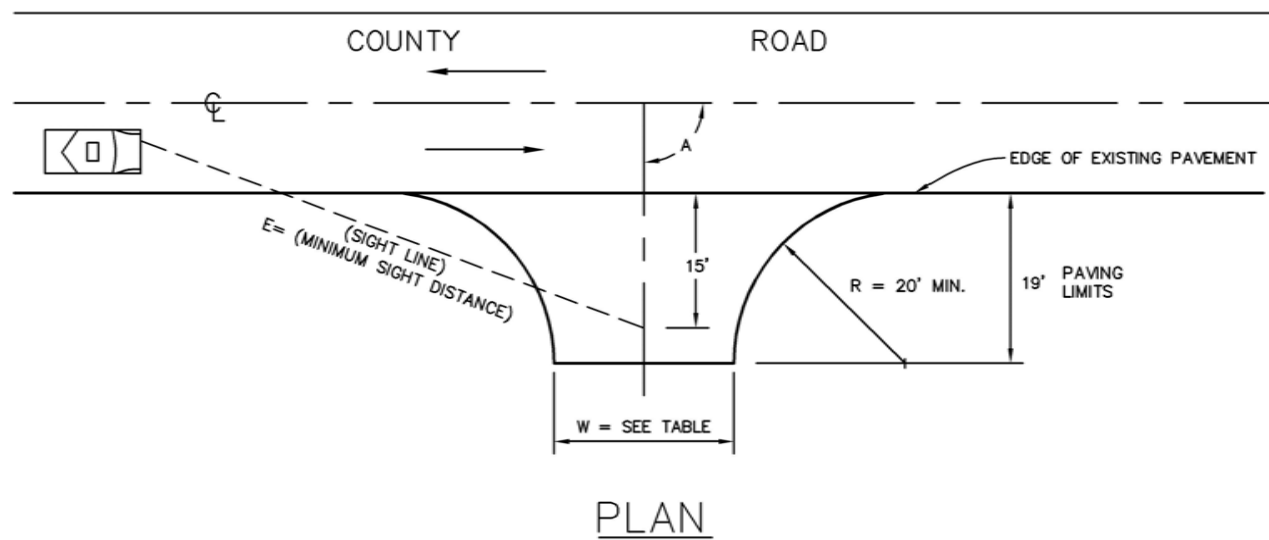 COUNTY ROAD
℄
A
EDGE OF EXISTING PAVEMENT
(SIGHT LINE)
E= (MINIMUM SIGHT DISTANCE)
15'
R = 20' MIN.
19' PAVING
LIMITS
W = SEE TABLE
PLAN